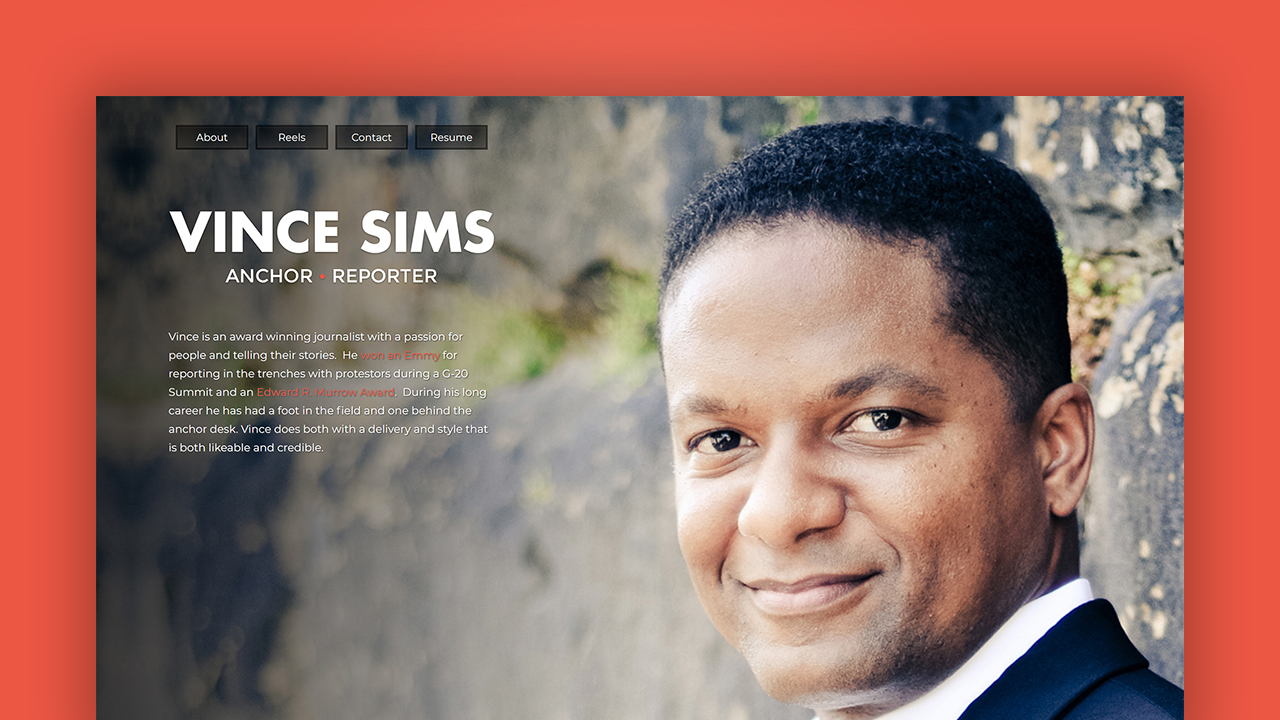 About Reels Contact Resume
VINCE SIMS
ANCHOR • REPORTER
Vince is an award winning journalist with a passion for
people and telling their stories. He won an Emmy for
reporting in the trenches with protestors during a G-20
Summit and an Edward R. Murrow Award. During his long
career he has had a foot in the field and one behind the
anchor desk. Vince does both with a delivery and style that
is both likeable and credible.